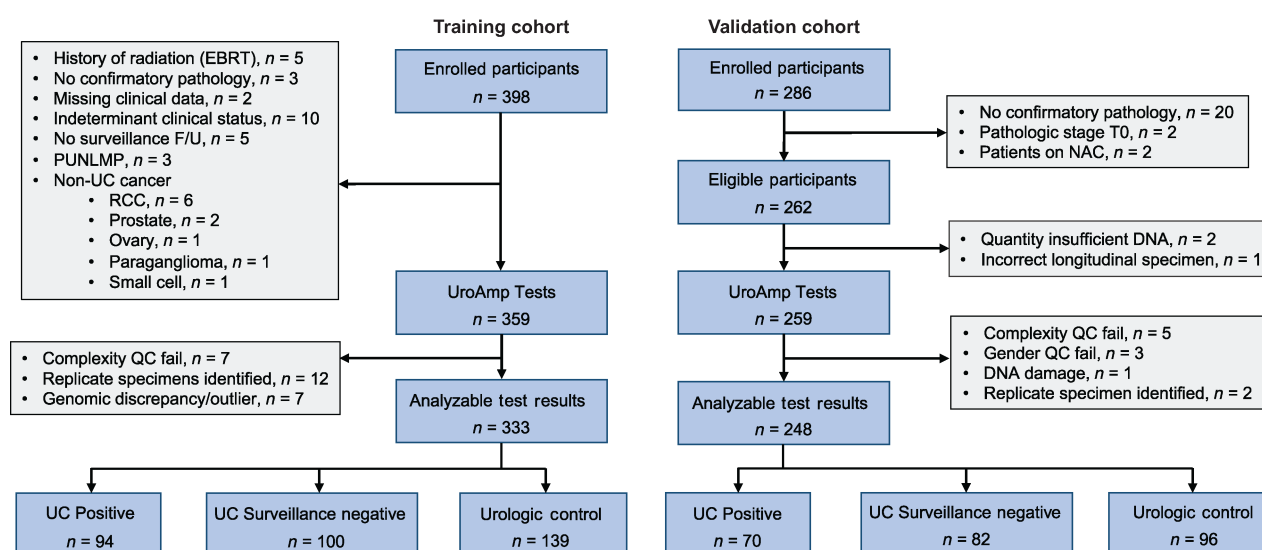 Training cohort
• History of radiation (EBRT), n = 5
• No confirmatory pathology, n = 3
• Missing clinical data, n = 2
• Indeterminant clinical status, n = 10
• No surveillance F/U, n = 5
• PUNLMP, n = 3
• Non-UC cancer
• RCC, n = 6
• Prostate, n = 2
• Ovary, n = 1
• Paraganglioma, n = 1
• Small cell, n = 1
Enrolled participants
n = 398
UroAmp Tests
n = 359
• Complexity QC fail, n = 7
• Replicate specimens identified, n = 12
• Genomic discrepancy/outlier, n = 7
Analyzable test results
n = 333
UC Positive
n = 94
UC Surveillance negative
n = 100
Urologic control
n = 139
Validation cohort
Enrolled participants
n = 286
• No confirmatory pathology, n = 20
• Pathologic stage T0, n = 2
• Patients on NAC, n = 2
Eligible participants
n = 262
• Quantity insufficient DNA, n = 2
• Incorrect longitudinal specimen, n = 1
UroAmp Tests
n = 259
• Complexity QC fail, n = 5
• Gender QC fail, n = 3
• DNA damage, n = 1
• Replicate specimen identified, n = 2
Analyzable test results
n = 248
UC Positive
n = 70
UC Surveillance negative
n = 82
Urologic control
n = 96